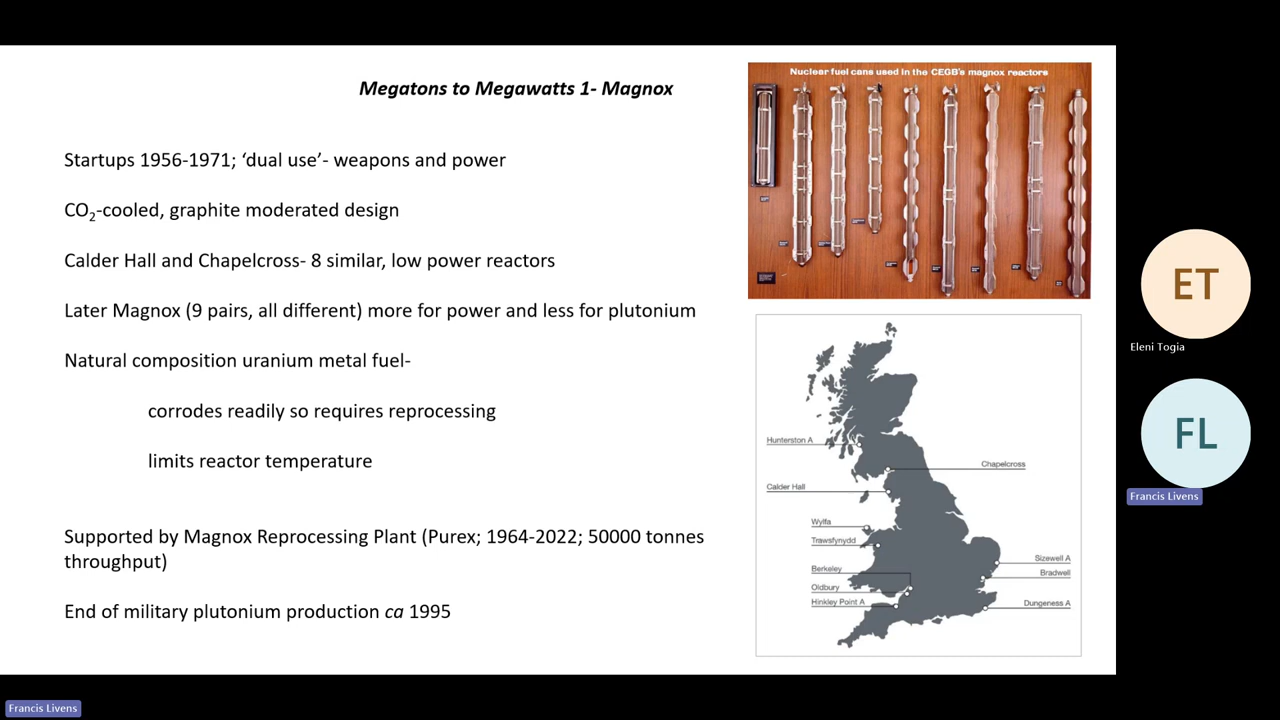 Megatons to Megawatts 1- Magnox
Startups 1956-1971; ‘dual use’- weapons and power
CO2-cooled, graphite moderated design
Calder Hall and Chapelcross- 8 similar, low power reactors
Later Magnox (9 pairs, all different) more for power and less for plutonium
Natural composition uranium metal fuel-
corrodes readily so requires reprocessing
limits reactor temperature
Supported by Magnox Reprocessing Plant (Purex; 1964-2022; 50000 tonnes
throughput)
End of military plutonium production ca 1995
Nuclear fuel cans used in the CEGB's magnox reactors
Hunterston A
Chapelcross
Calder Hall
Wylfa
Trawsfynydd
Berkeley
Oldbury
Hinkley Point A
Sizewell A
Bradwell
Dungeness A
ET
Eleni Togia
FL
Francis Livens
Francis Livens